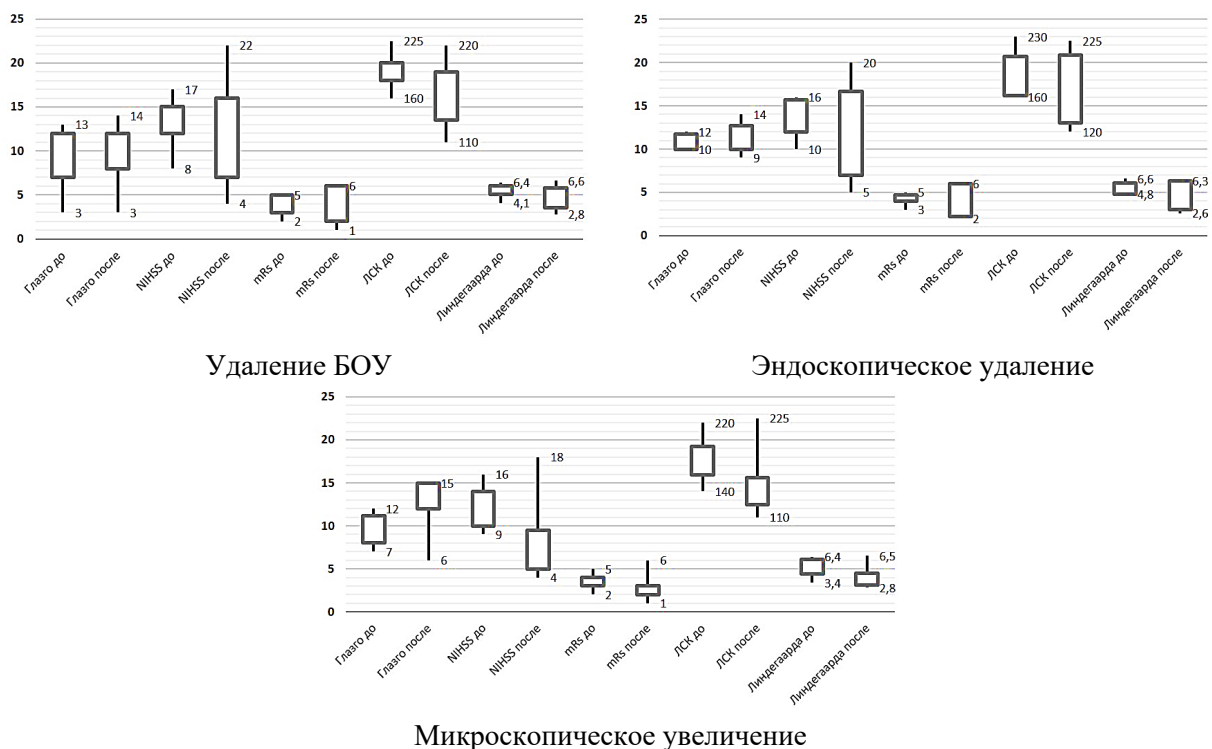 25
20
15
10
5
0
13
3
14
3
17
8
22
4
5
2
6
1
225
160
220
110
6,4
4,1
6,6
2,8
Глазго до
Глазго после
NIHSS до
NIHSS после
mRs до
mRs после
ЛСК до
ЛСК после
Линдегаарда до
Линдегаарда после
Удаление БОУ
25
20
15
10
5
0
12
10
14
9
16
10
20
5
5
3
6
2
230
160
225
120
6,6
4,8
6,3
2,6
Глазго до
Глазго после
NIHSS до
NIHSS после
mRs до
mRs после
ЛСК до
ЛСК после
Линдегаарда до
Линдегаарда после
Эндоскопическое удаление
25
20
15
10
5
0
12
7
15
6
16
9
18
4
5
2
6
1
220
140
225
110
6,4
3,4
6,5
2,8
Глазго до
Глазго после
NIHSS до
NIHSS после
mRs до
mRs после
ЛСК до
ЛСК после
Линдегаарда до
Линдегаарда после
Микроскопическое увеличение